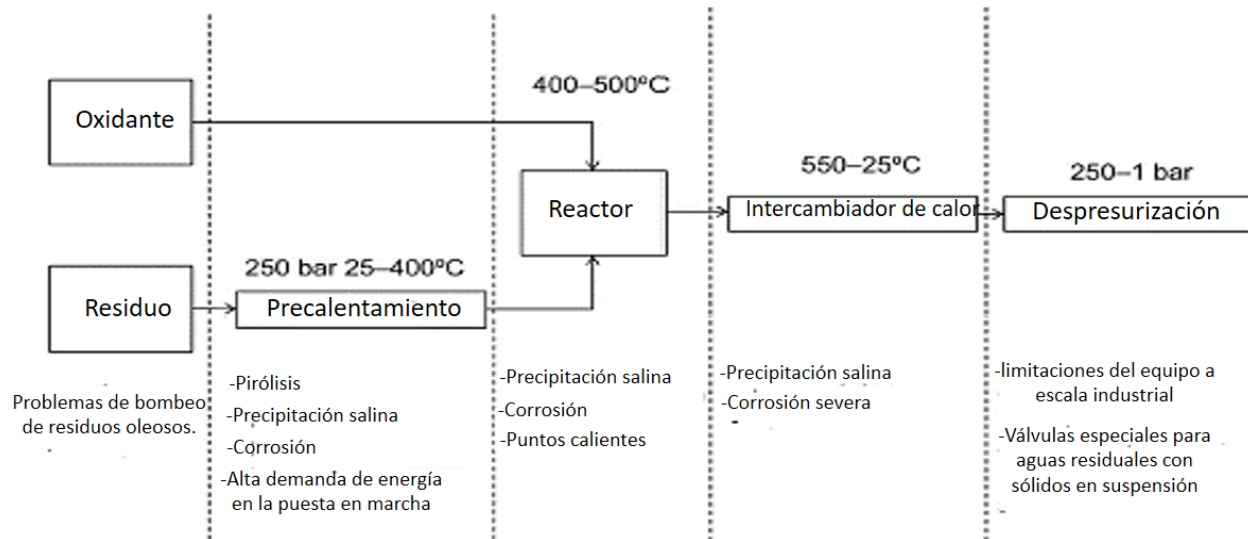 Oxidante
400–500ºC
550–25ºC
250–1 bar
Reactor
Intercambiador de calor
Despresurización
250 bar 25–400ºC
Residuo
Precalentamiento
Problemas de bombeo
de residuos oleosos.
-Pirólisis
-Precipitación salina
-Corrosión
-Alta demanda de energía
en la puesta en marcha
-Precipitación salina
-Corrosión
-Puntos calientes
-Precipitación salina
-Corrosión severa
-limitaciones del equipo a
escala industrial
-Válvulas especiales para
aguas residuales con
sólidos en suspensión